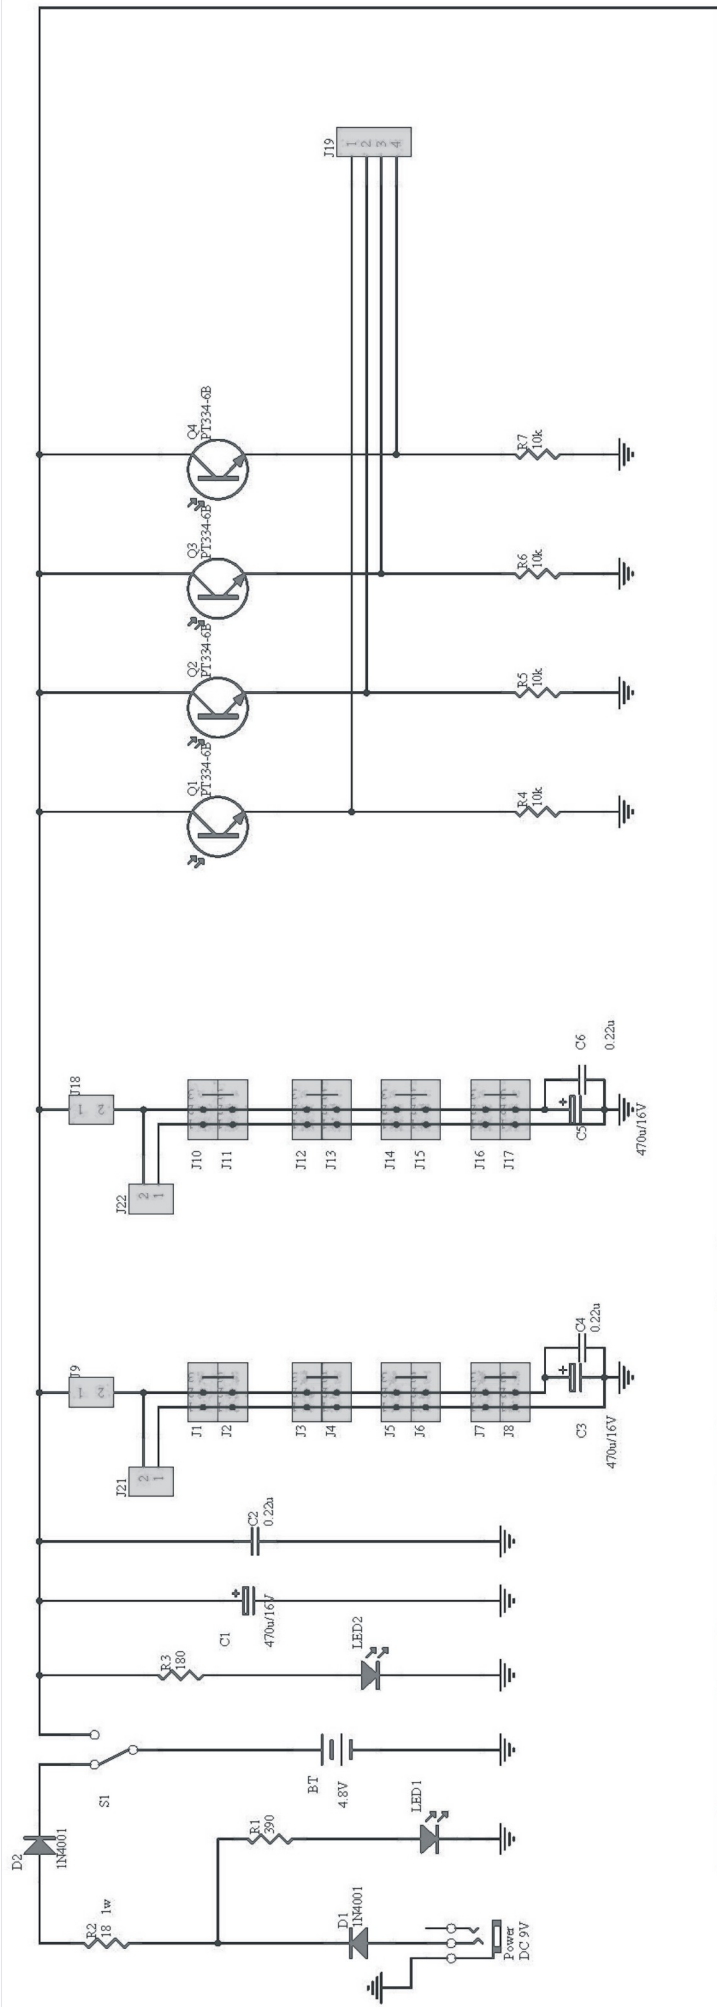 Power
DC 9V
D1
1N4001
R2
18 1w
D2
1N4001
R1
390
LED1
S1
BT
4.8V
R3
180
LED2
C1
470u/16V
C2
0.22u
J21
2
1
J9
1 2
J1
J2
J3
J4
J5
J6
J7
J8
C3
470u/16V
C4
0.22u
J22
2
1
J18
1 2
J10
J11
J12
J13
J14
J15
J16
J17
C5
470u/16V
C6
0.22u
Q1
PT334-6B
Q2
PT334-6B
Q3
PT334-6B
Q4
PT334-6B
R4
10k
R5
10k
R6
10k
R7
10k
J19
1
2
3
4